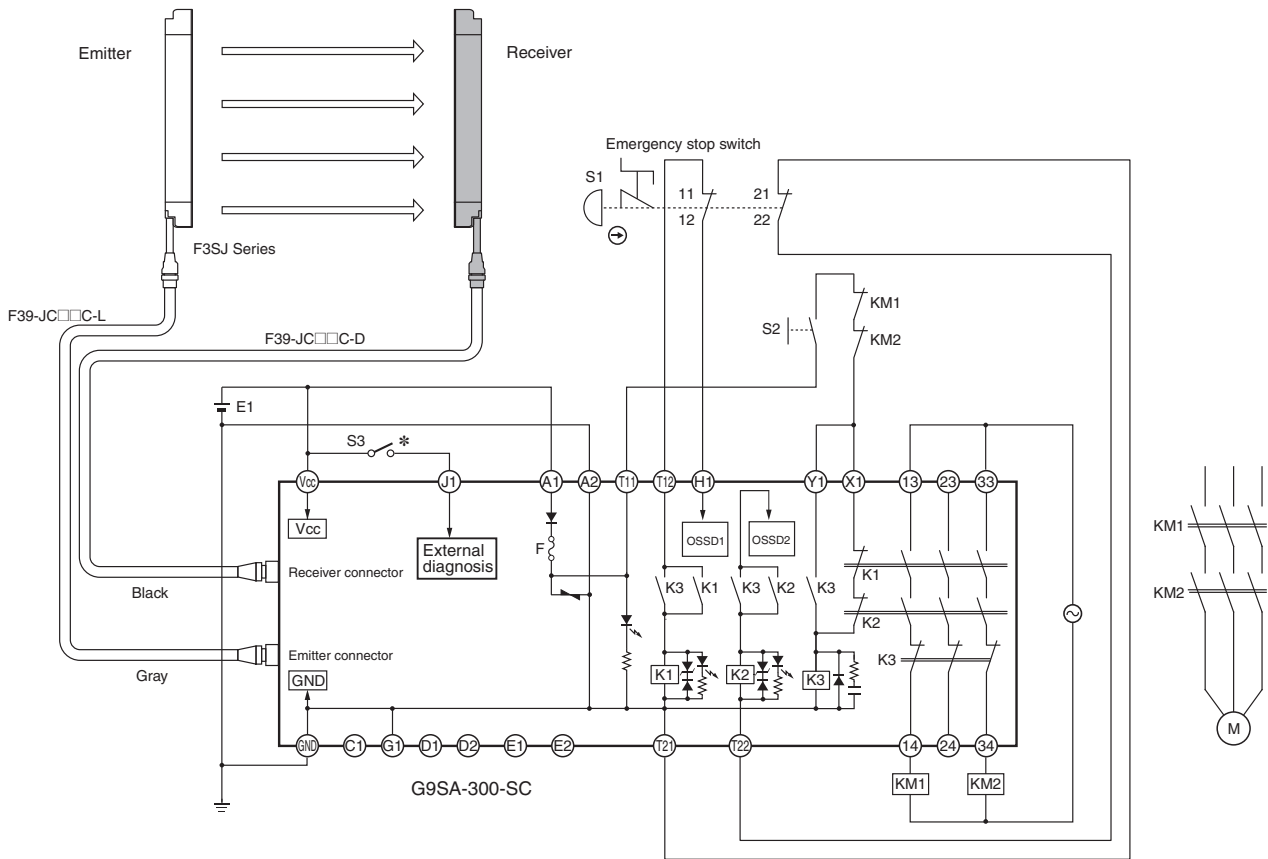 Emitter
Receiver
Emergency stop switch
S1
11
12
21
22
F3SJ Series
F39-JC□□C-L
F39-JC□□C-D
S2
KM1
KM2
E1
S3 *
Vcc
J1
A1
A2
T11
T12
H1
Y1
X1
13
23
33
Vcc
External
diagnosis
F
OSSD1
OSSD2
KM1
Receiver connector
K3
K1
K3
K2
K3
K1
KM2
Black
K2
Emitter connector
K3
Gray
GND
K1
K2
K3
M
GND
C1
G1
D1
D2
E1
E2
T21
T22
14
24
34
G9SA-300-SC
KM1
KM2